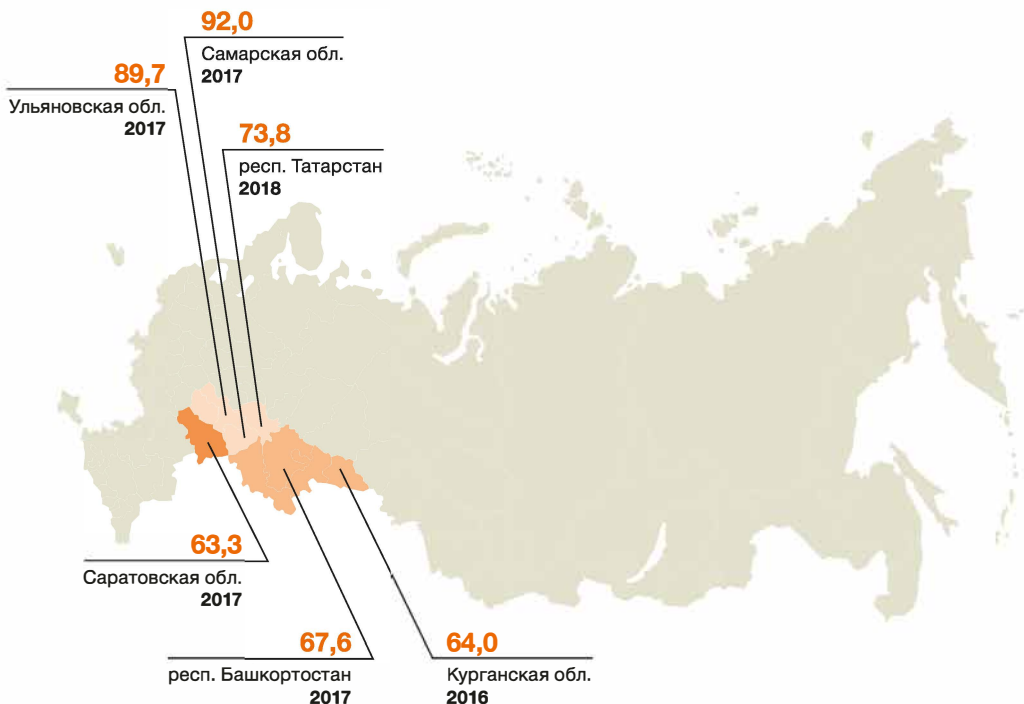 92,0
Самарская обл.
2017
89,7
Ульяновская обл.
2017
73,8
респ. Татарстан
2018
63,3
Саратовская обл.
2017
67,6
респ. Башкортостан
2017
64,0
Курганская обл.
2016